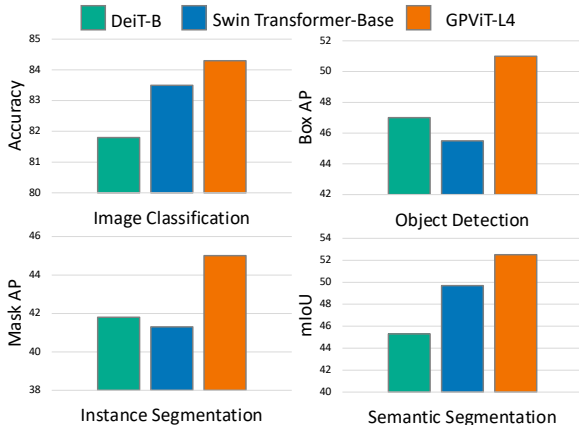 DeiT-B Swin Transformer-Base GPViT-L4
85
84
83
82
81
80
Accuracy
Image Classification
52
50
48
46
44
42
Box AP
Object Detection
46
44
42
40
38
Mask AP
Instance Segmentation
54
52
50
48
46
44
42
40
mIoU
Semantic Segmentation